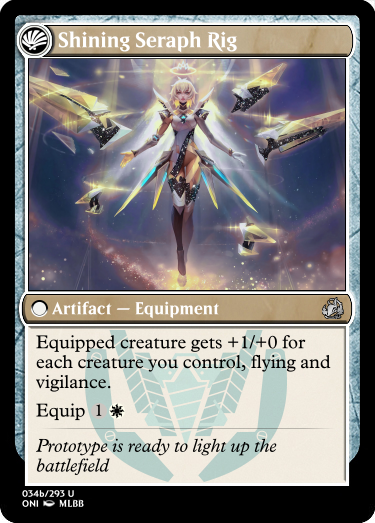 Shining Seraph Rig
Artifact — Equipment
Equipped creature gets +1/+0 for
each creature you control, flying and
vigilance.
Equip 1
Prototype is ready to light up the
battlefield
034b/293 U
ONI MLBB